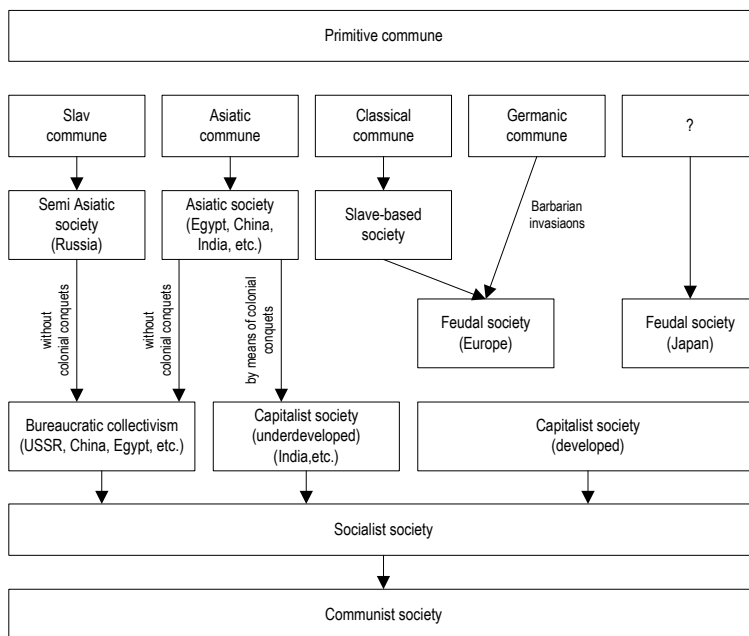 Primitive commune
Slav
commune
Asiatic
commune
Classical
commune
Germanic
commune
?
Semi Asiatic
society
(Russia)
Asiatic society
(Egypt, China,
India, etc.)
Slave-based
society
Barbarian
invasiaons
without
colonial conquets
without
colonial conquets
by means of colonial
conquets
Feudal society
(Europe)
Feudal society
(Japan)
Bureaucratic collectivism
(USSR, China, Egypt, etc.)
Capitalist society
(underdeveloped)
(India,etc.)
Capitalist society
(developed)
Socialist society
Communist society